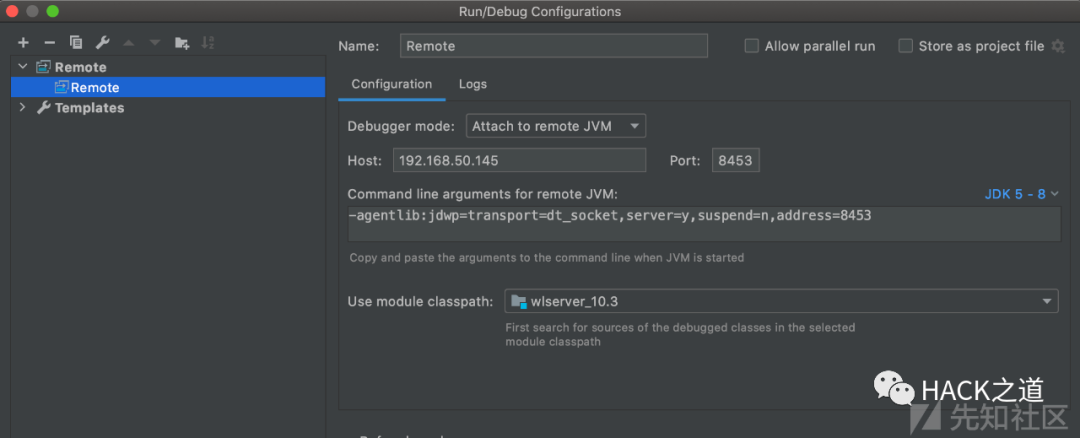 Run/Debug Configurations
Name: Remote
Allow parallel run
Store as project file
Remote
Remote
Templates
Configuration
Logs
Debugger mode: Attach to remote JVM
Host: 192.168.50.145 Port: 8453
Command line arguments for remote JVM: JDK 5 - 8
-agentlib:jdwp=transport=dt_socket,server=y,suspend=n,address=8453
Copy and paste the arguments to the command line when JVM is started
Use module classpath: wlserver_10.3
First search for sources of the debugged classes in the selected
module classpath
HACK之道
先知社区